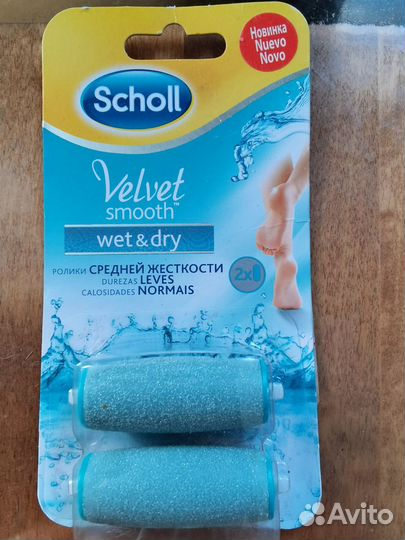 Новинка
Nuevo
Novo
Scholl
Velvet
smooth™
wet&dry
РОЛИКИ СРЕДНЕЙ ЖЕСТКОСТИ
DUREZAS LEVES
CALOSIDADES NORMAIS
2x
Avito